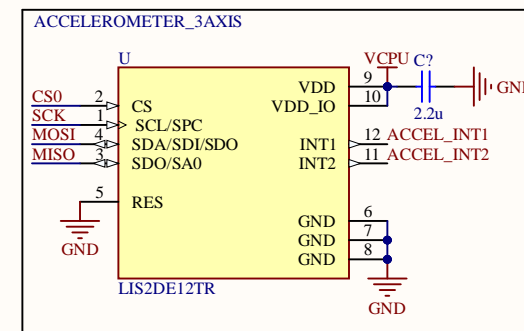 ACCELEROMETER_3AXIS
U
VCPU C?
CS0 2 CS VDD 9
SCK 1 SCL/SPC VDD_IO 10 GND
MOSI 4 SDA/SDI/SDO 2.2u
MISO 3 SDO/SA0 INT1 12 ACCEL_INT1
INT2 11 ACCEL_INT2
5 RES
GND GND 6
GND 7
GND 8
LIS2DE12TR
GND